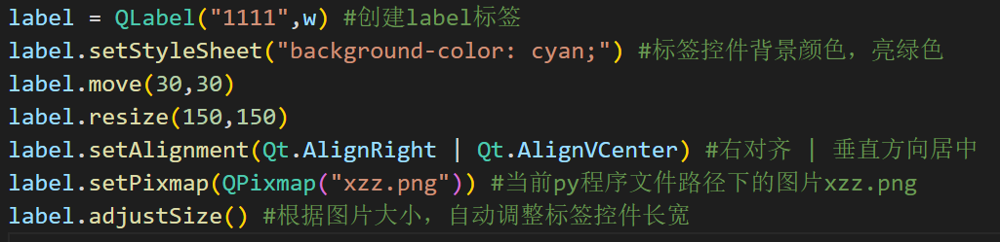 label = QLabel("1111",w) #创建label标签
label.setStyleSheet("background-color: cyan;") #标签控件背景颜色，亮绿色
label.move(30,30)
label.resize(150,150)
label.setAlignment(Qt.AlignRight | Qt.AlignVCenter) #右对齐 | 垂直方向居中
label.setPixmap(QPixmap("xzz.png")) #当前py程序文件路径下的图片xzz.png
label.adjustSize() #根据图片大小，自动调整标签控件长宽